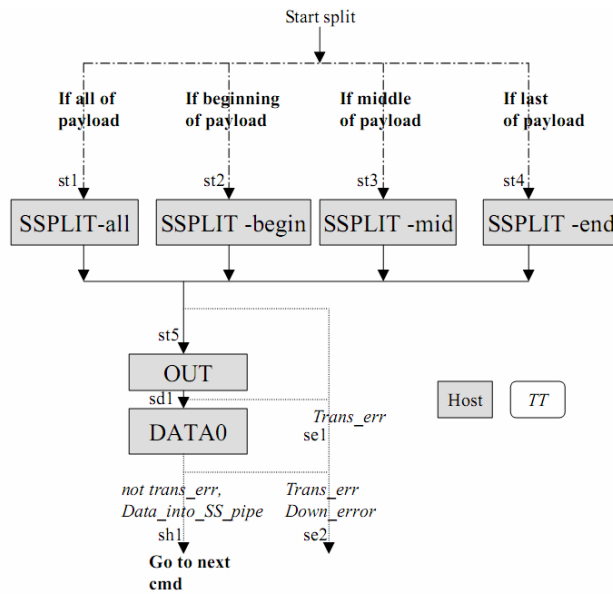 Start split
If all of
payload
If beginning
of payload
If middle
of payload
If last
of payload
st1
st2
st3
st4
SSPLIT-all
SSPLIT -begin
SSPLIT -mid
SSPLIT -end
st5
OUT
sd1
DATA0
Host
TT
Trans_err
se1
not trans_err,
Data_into_SS_pipe
sh1
Trans_err
Down_error
se2
Go to next
cmd